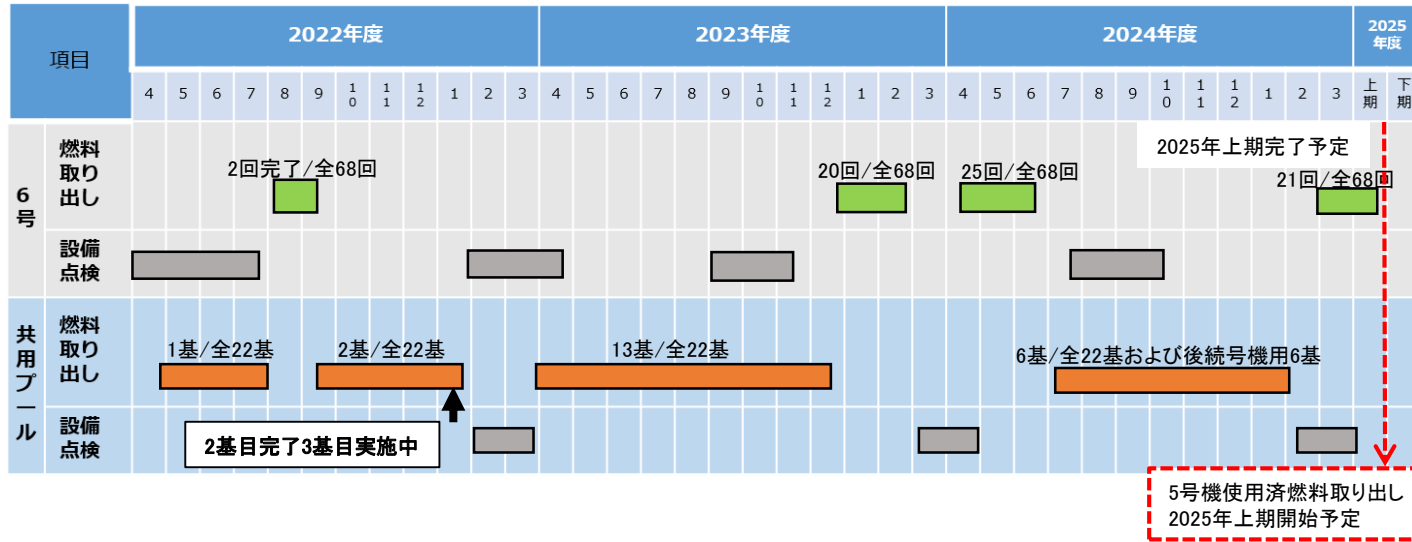 項目
2022年度
2023年度
2024年度
2025
年度
4 5 6 7 8 9 10 11 12 1 2 3 4 5 6 7 8 9 10 11 12 1 2 3 4 5 6 7 8 9 10 11 12 1 2 3 上期 下期
6号
燃料
取り
出し
2回完了/全68回
20回/全68回
25回/全68回
2025年上期完了予定
21回/全68回
設備
点検
共用プール
燃料
取り
出し
1基/全22基
2基/全22基
13基/全22基
6基/全22基および後続号機用6基
設備
点検
2基目完了3基目実施中
5号機使用済燃料取り出し
2025年上期開始予定